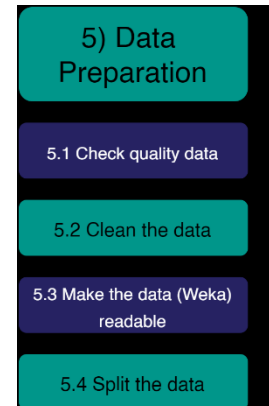 5) Data
Preparation
5.1 Check quality data
5.2 Clean the data
5.3 Make the data (Weka)
readable
5.4 Split the data